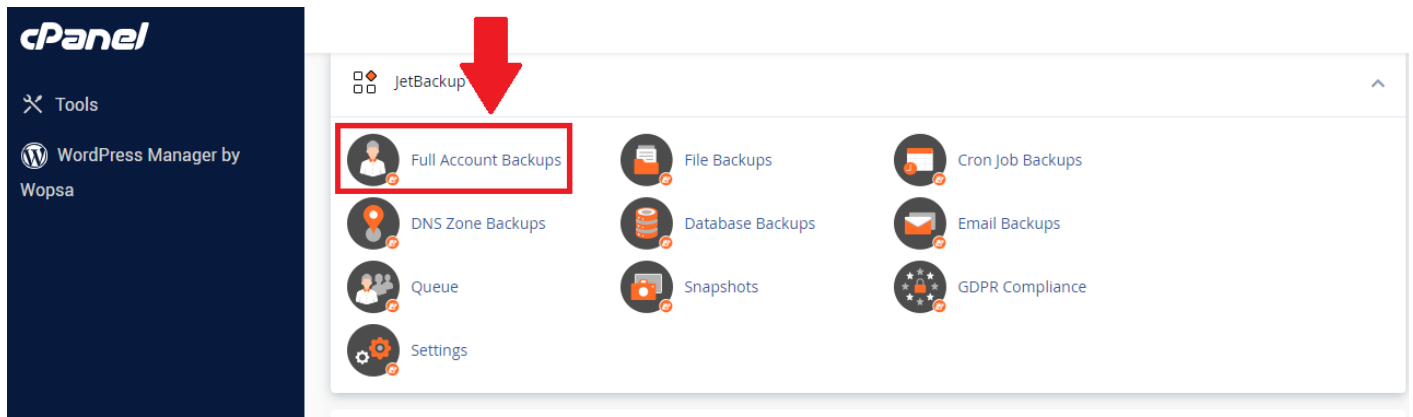 cPanel
Tools
WordPress Manager by
Wopsa
JetBackup
Full Account Backups
File Backups
Cron Job Backups
DNS Zone Backups
Database Backups
Email Backups
Queue
Snapshots
GDPR Compliance
Settings